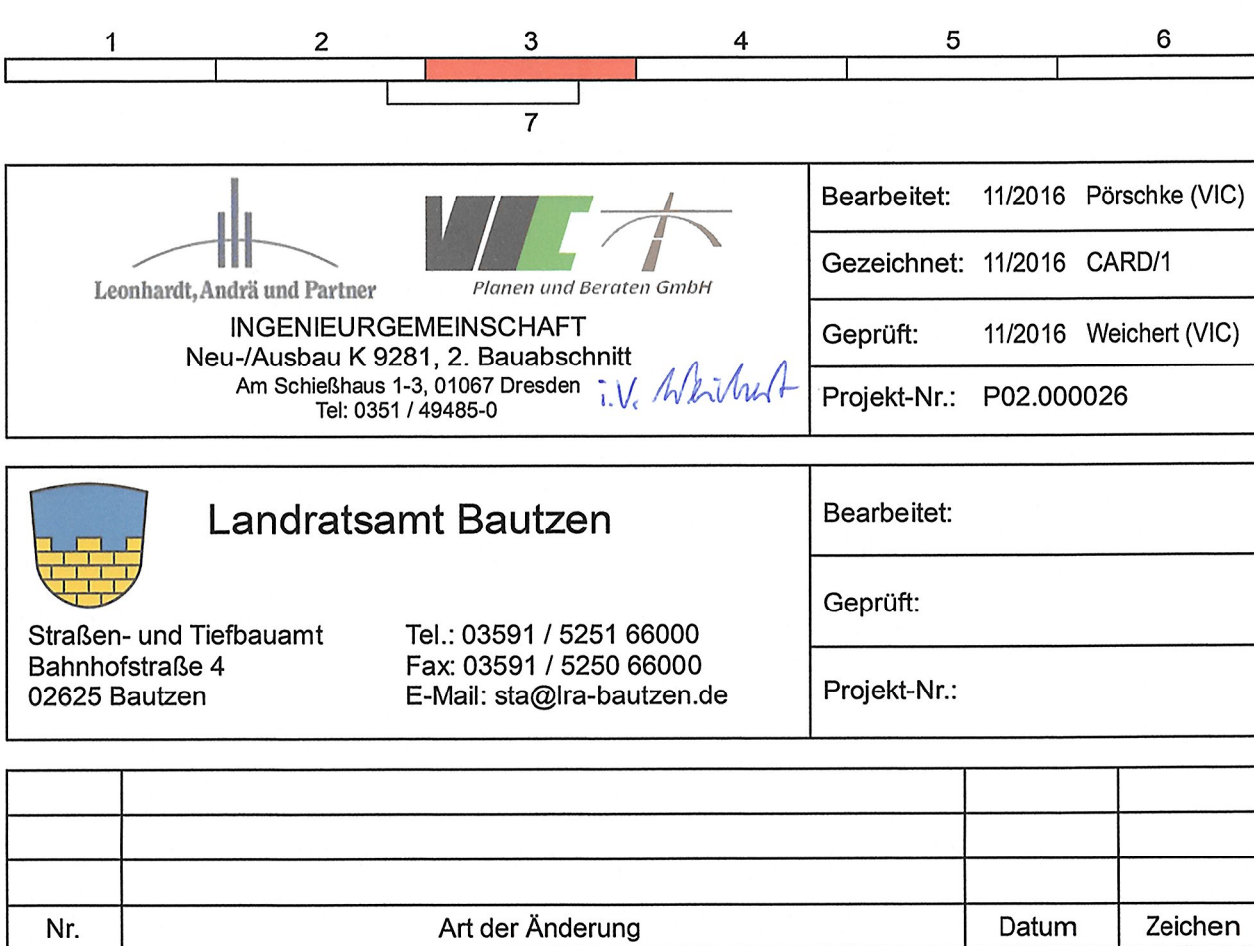 1 2 3 4 5 6
7
Leonhardt, Andrä und Partner
VIC
Planen und Beraten GmbH
INGENIEURGEMEINSCHAFT
Neu-/Ausbau K 9281, 2. Bauabschnitt
Am Schießhaus 1-3, 01067 Dresden
Tel: 0351 / 49485-0
i.V. Weichert
Bearbeitet: 11/2016 Pörschke (VIC)
Gezeichnet: 11/2016 CARD/1
Geprüft: 11/2016 Weichert (VIC)
Projekt-Nr.: P02.000026
Landratsamt Bautzen
Straßen- und Tiefbauamt
Bahnhofstraße 4
02625 Bautzen
Tel.: 03591 / 5251 66000
Fax: 03591 / 5250 66000
E-Mail: sta@lra-bautzen.de
Bearbeitet:
Geprüft:
Projekt-Nr.:
Nr. Art der Änderung Datum Zeichen